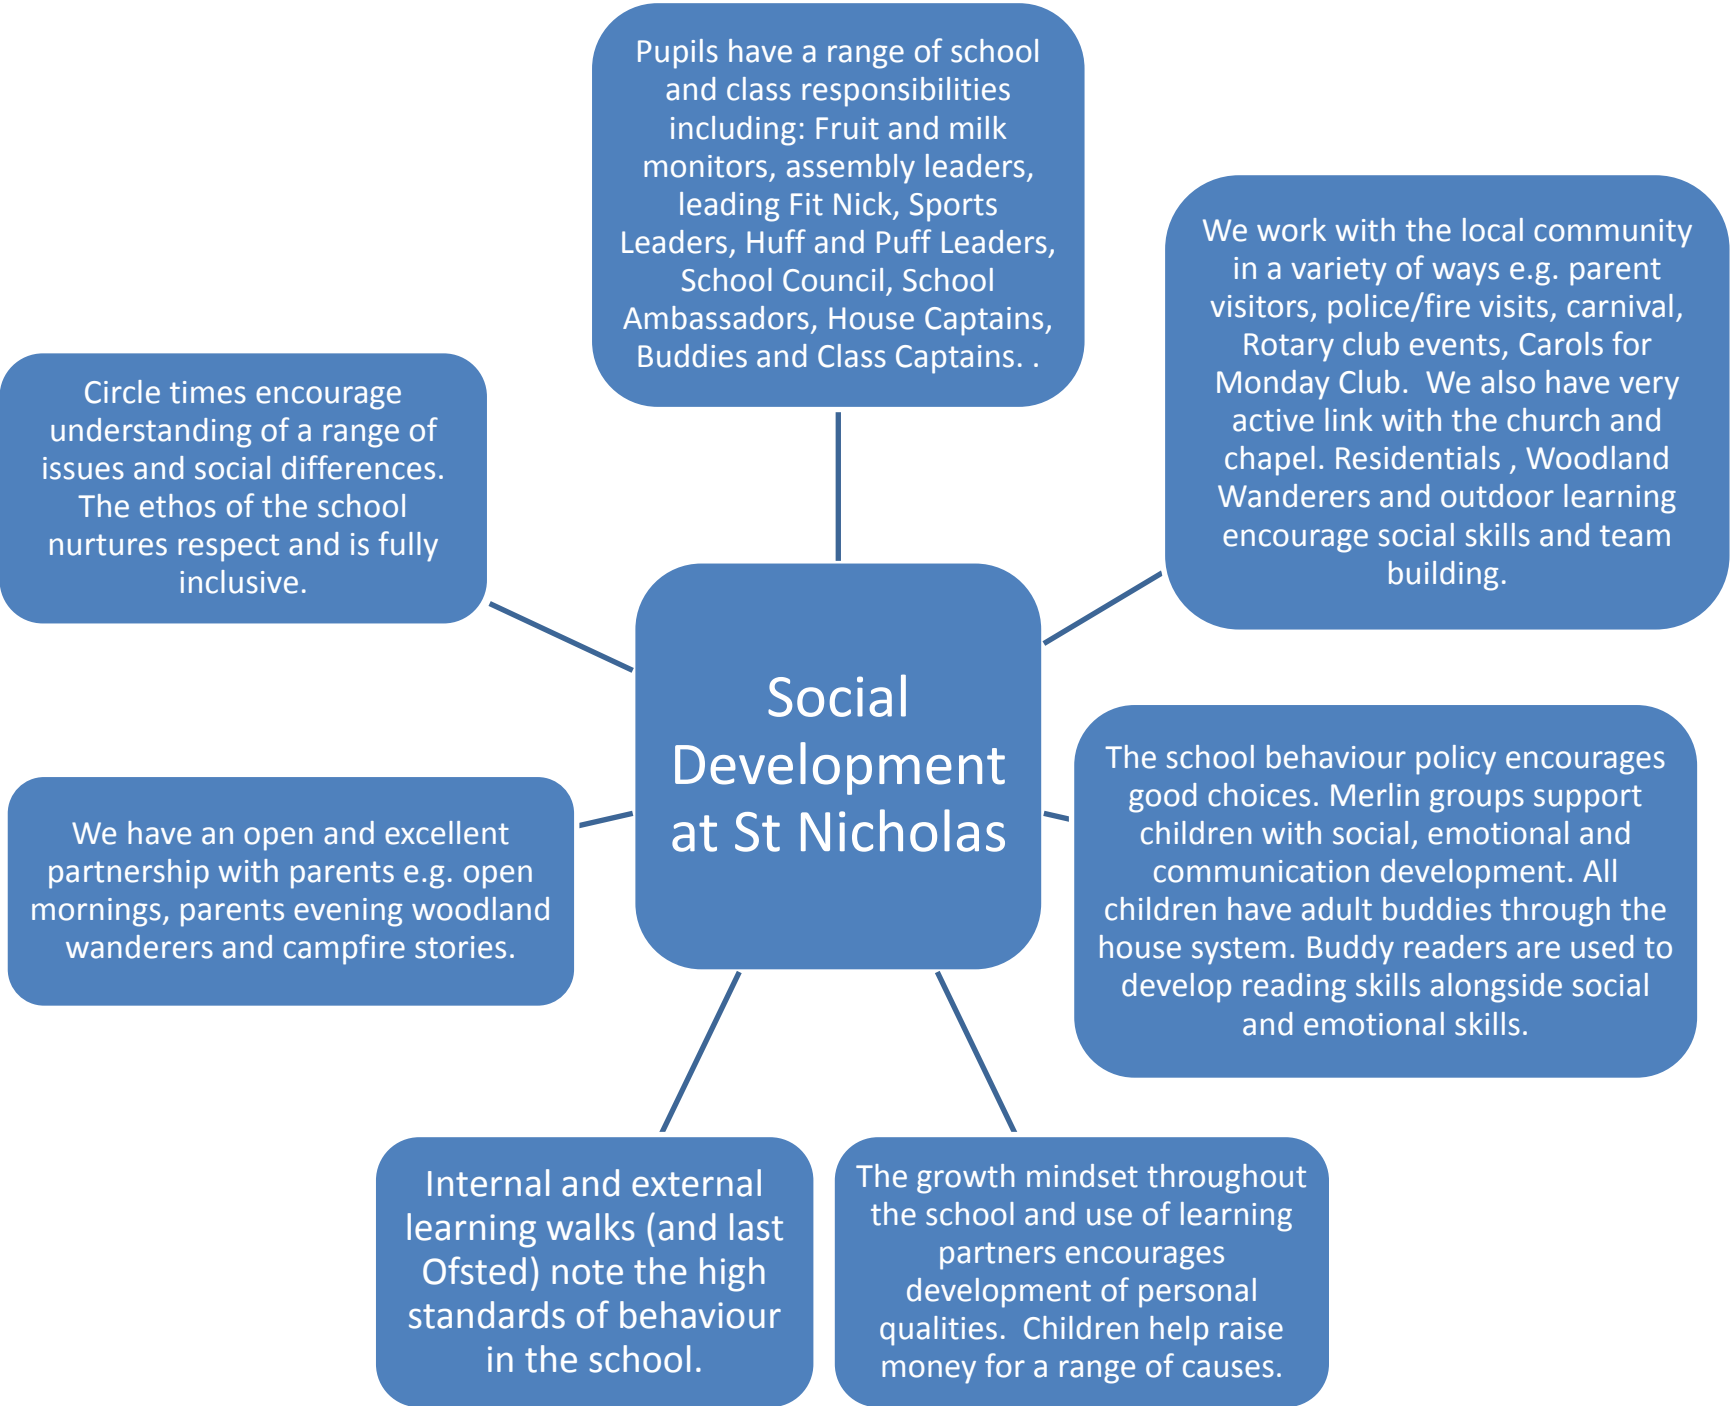 Pupils have a range of school
and class responsibilities
including: Fruit and milk
monitors, assembly leaders,
leading Fit Nick, Sports
Leaders, Huff and Puff Leaders,
School Council, School
Ambassadors, House Captains,
Buddies and Class Captains. .
We work with the local community
in a variety of ways e.g. parent
visitors, police/fire visits, carnival,
Rotary club events, Carols for
Monday Club.  We also have very
active link with the church and
chapel. Residentials , Woodland
Wanderers and outdoor learning
encourage social skills and team
building.
Circle times encourage
understanding of a range of
issues and social differences.
The ethos of the school
nurtures respect and is fully
inclusive.
Social
Development
at St Nicholas
The school behaviour policy encourages
good choices. Merlin groups support
children with social, emotional and
communication development. All
children have adult buddies through the
house system. Buddy readers are used to
develop reading skills alongside social
and emotional skills.
We have an open and excellent
partnership with parents e.g. open
mornings, parents evening woodland
wanderers and campfire stories.
Internal and external
learning walks (and last
Ofsted) note the high
standards of behaviour
in the school.
The growth mindset throughout
the school and use of learning
partners encourages
development of personal
qualities.  Children help raise
money for a range of causes.